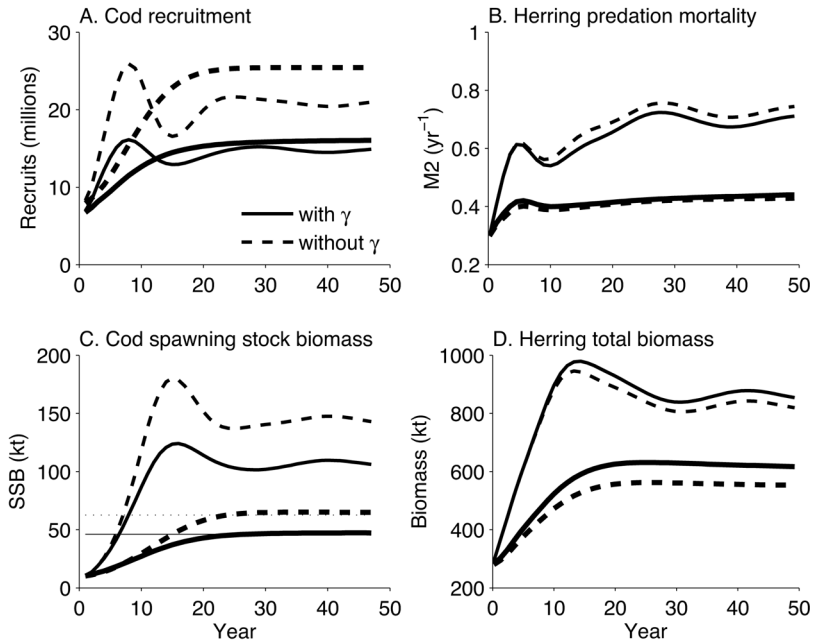 A. Cod recruitment
30
20
10
0
Recruits (millions)
with γ
without γ
0 10 20 30 40 50
B. Herring predation mortality
1
0.8
0.6
0.4
0.2
M2 (yr⁻¹)
0 10 20 30 40 50
C. Cod spawning stock biomass
200
150
100
50
0
SSB (kt)
0 10 20 30 40 50
Year
D. Herring total biomass
1000
800
600
400
200
Biomass (kt)
0 10 20 30 40 50
Year